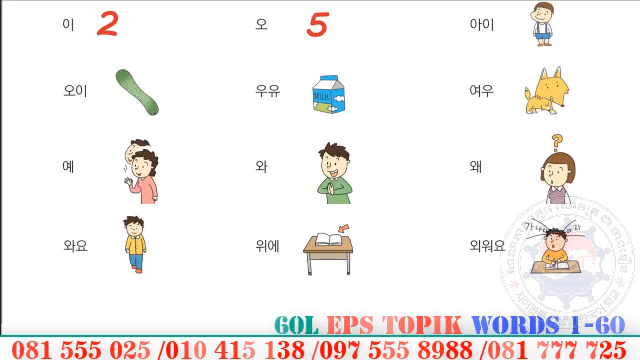 이 2 오 5 아이
오이 우유 MILK 여우
예 와 왜 ?
와요 위에 외워요
60L EPS TOPIK WORDS 1-60
081 555 025 /010 415 138 /097 555 8988 /081 777 725